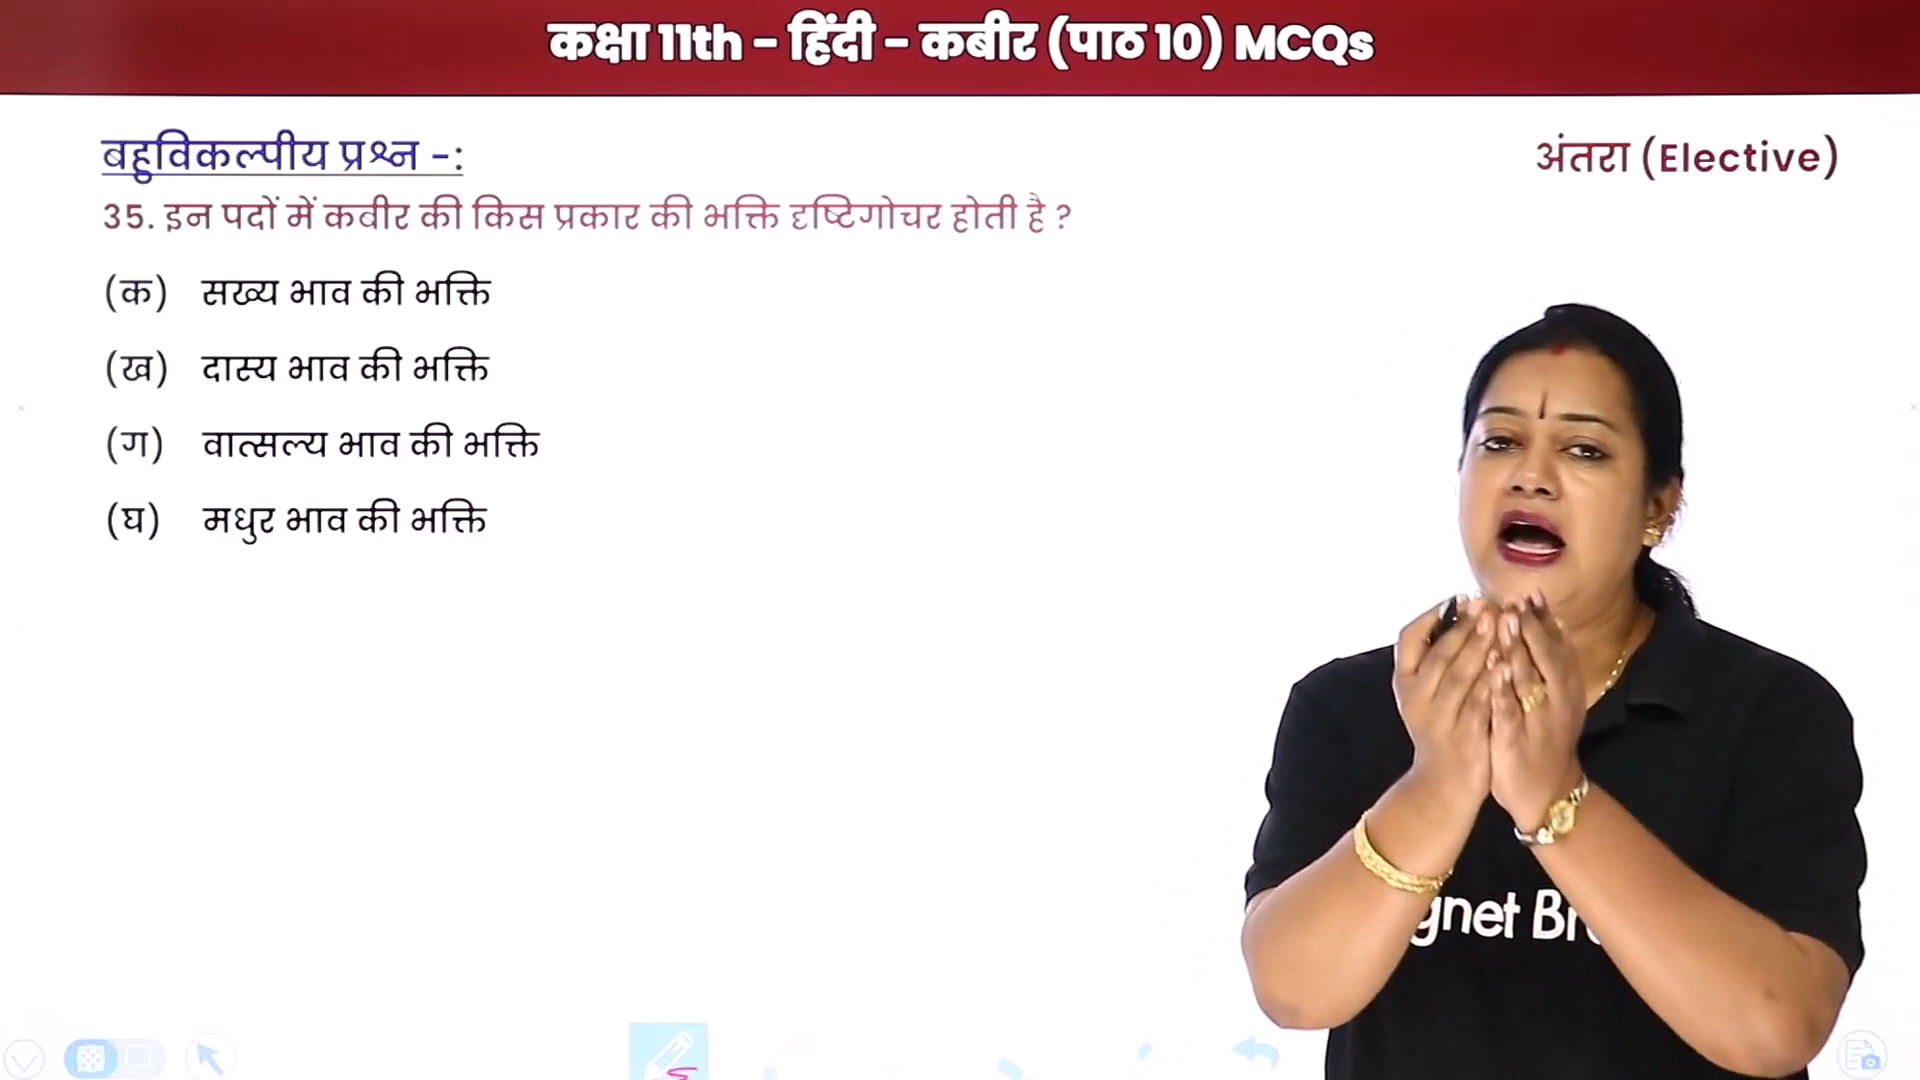 कक्षा 11th - हिंदी - कबीर (पाठ 10) MCQs
बहुविकल्पीय प्रश्न -:
अंतरा (Elective)
35. इन पदों में कबीर की किस प्रकार की भक्ति दृष्टिगोचर होती है ?
(क) सख्य भाव की भक्ति
(ख) दास्य भाव की भक्ति
(ग) वात्सल्य भाव की भक्ति
(घ) मधुर भाव की भक्ति
gnet Br